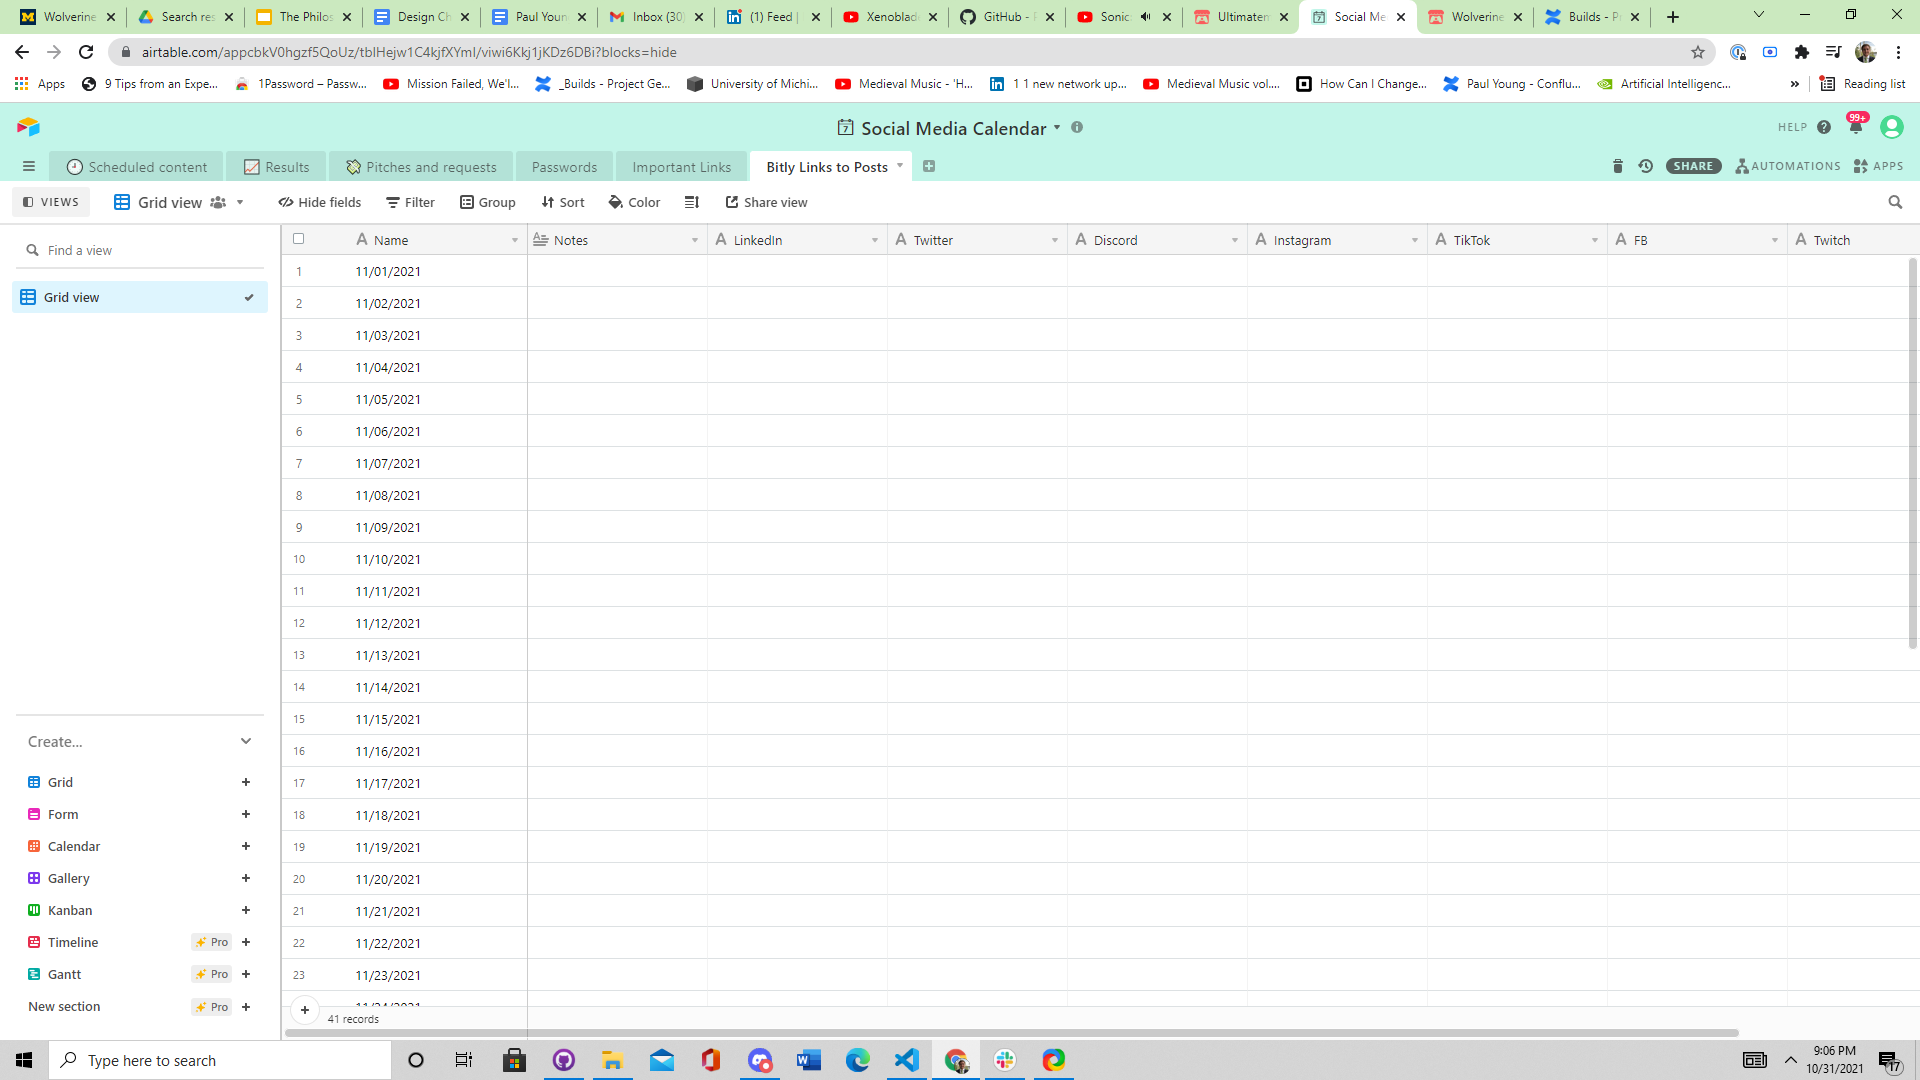 Wolverine
Search res
The Philos
Design Ch
Paul Youn
Inbox (30)
(1) Feed |
Xenoblad
GitHub - P
Sonic
Ultimatem
Social Me
Wolverine
Builds - P
airtable.com/appcbkV0hgzf5QoUz/tblHejw1C4kjfXYmI/viwi6Kkj1jKDz6DBi?blocks=hide
Apps
9 Tips from an Expe...
1Password – Passw...
Mission Failed, We'l...
_Builds - Project Ge...
University of Michi...
Medieval Music - 'H...
1 1 new network up...
Medieval Music vol....
How Can I Change...
Paul Young - Conflu...
Artificial Intelligenc...
»
Reading list
7
Social Media Calendar
HELP
99+
Scheduled content
Results
Pitches and requests
Passwords
Important Links
Bitly Links to Posts
SHARE
AUTOMATIONS
APPS
VIEWS
Grid view
Hide fields
Filter
Group
Sort
Color
Share view
Find a view
Grid view
Name
Notes
LinkedIn
Twitter
Discord
Instagram
TikTok
FB
Twitch
1 11/01/2021
2 11/02/2021
3 11/03/2021
4 11/04/2021
5 11/05/2021
6 11/06/2021
7 11/07/2021
8 11/08/2021
9 11/09/2021
10 11/10/2021
11 11/11/2021
12 11/12/2021
13 11/13/2021
14 11/14/2021
15 11/15/2021
16 11/16/2021
17 11/17/2021
18 11/18/2021
19 11/19/2021
20 11/20/2021
21 11/21/2021
22 11/22/2021
23 11/23/2021
11/24/2021
41 records
Create...
Grid
Form
Calendar
Gallery
Kanban
Timeline Pro
Gantt Pro
New section Pro
Type here to search
9:06 PM
10/31/2021
17